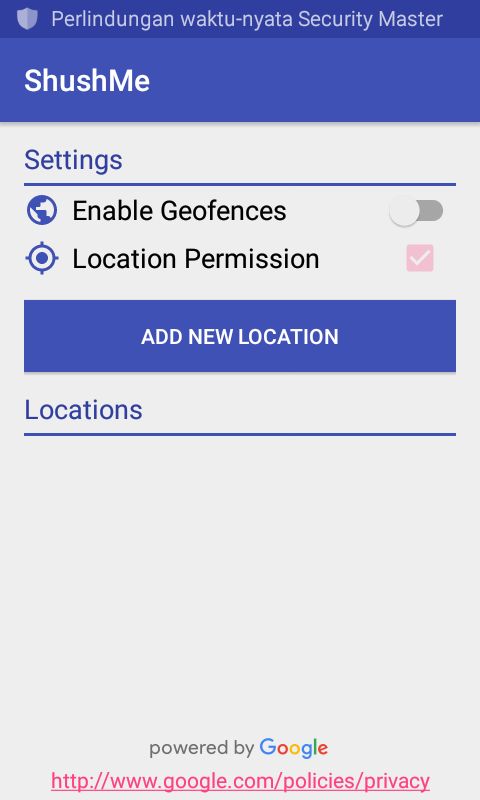 Perlindungan waktu-nyata Security Master
ShushMe
Settings
Enable Geofences
Location Permission
ADD NEW LOCATION
Locations
powered by Google
http://www.google.com/policies/privacy